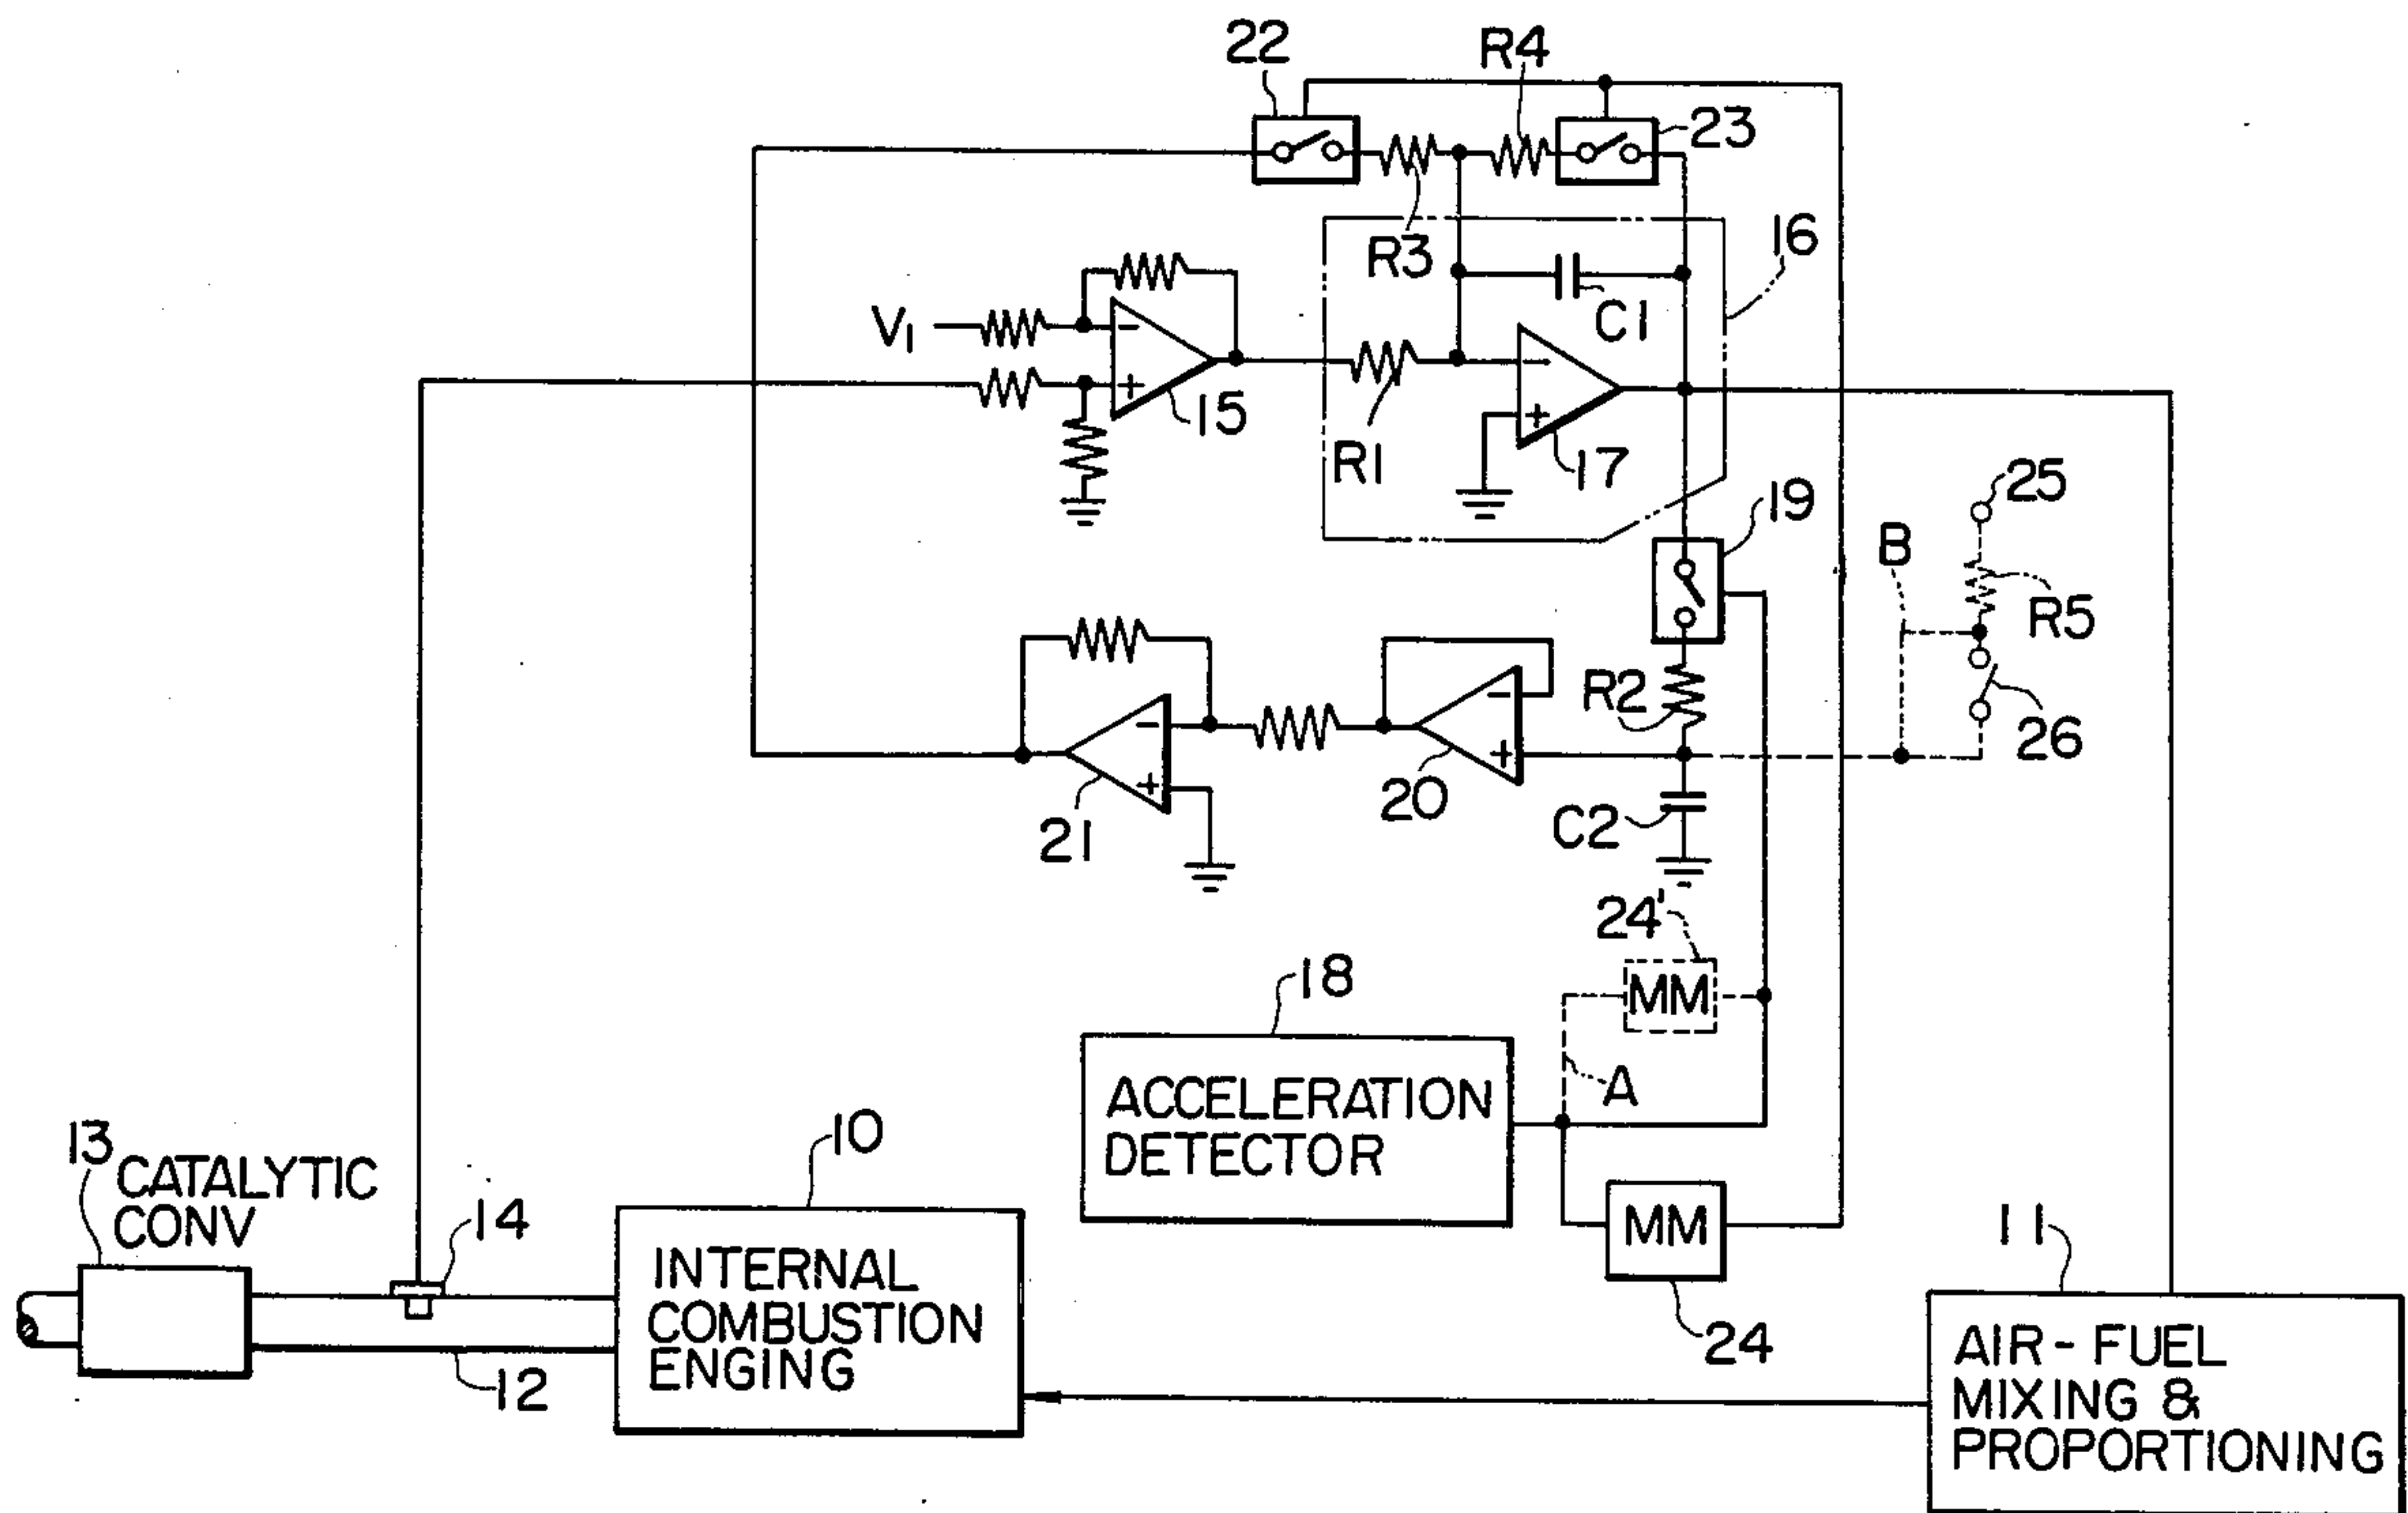 22
R4
23
R3
16
V1
C1
15
R1
17
19
25
B
R5
R2
26
20
21
C2
24'
MM
18
A
ACCELERATION
DETECTOR
13
CATALYTIC
CONV
10
14
MM
11
INTERNAL
COMBUSTION
ENGING
24
12
AIR-FUEL
MIXING &
PROPORTIONING